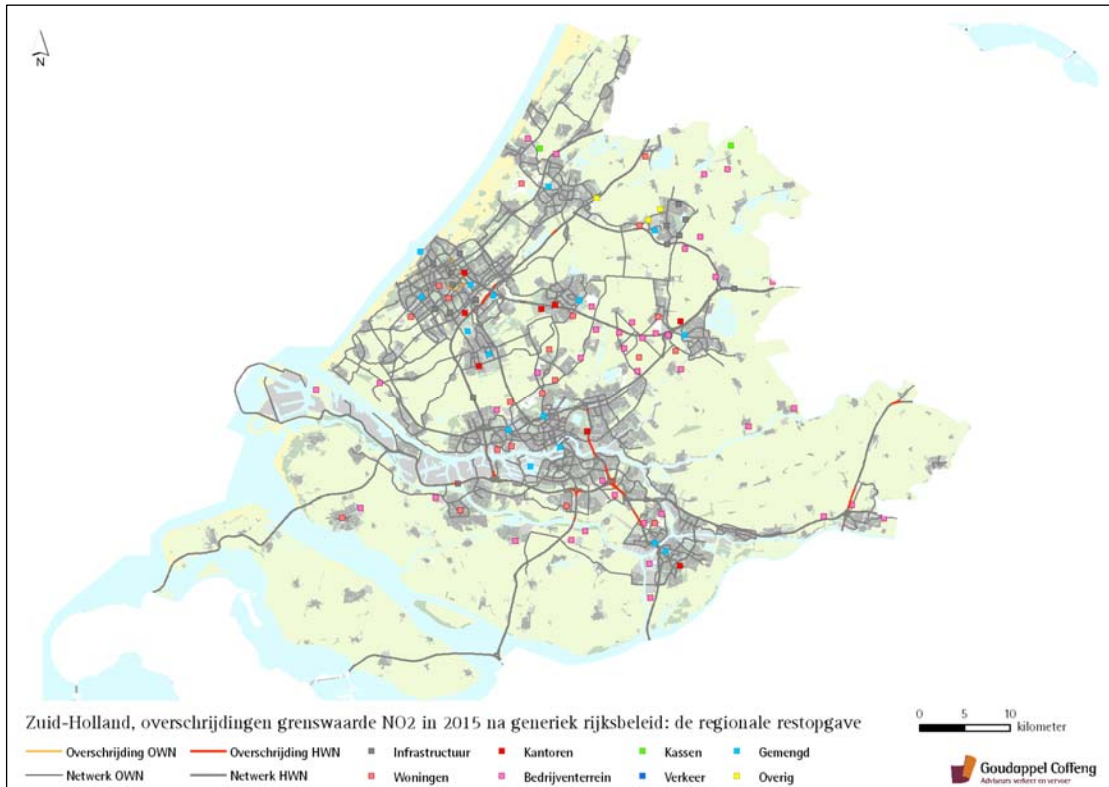 N
Zuid-Holland, overschrijdingen grenswaarde NO2 in 2015 na generiek rijksbeleid: de regionale restopgave
0 5 10
kilometer
Overschrijding OWN Overschrijding HWN Infrastructuur Kantoren Kassen Gemengd
Netwerk OWN Netwerk HWN Woningen Bedrijventerrein Verkeer Overig
Goudappel Coffeng
Adviseurs verkeer en vervoer